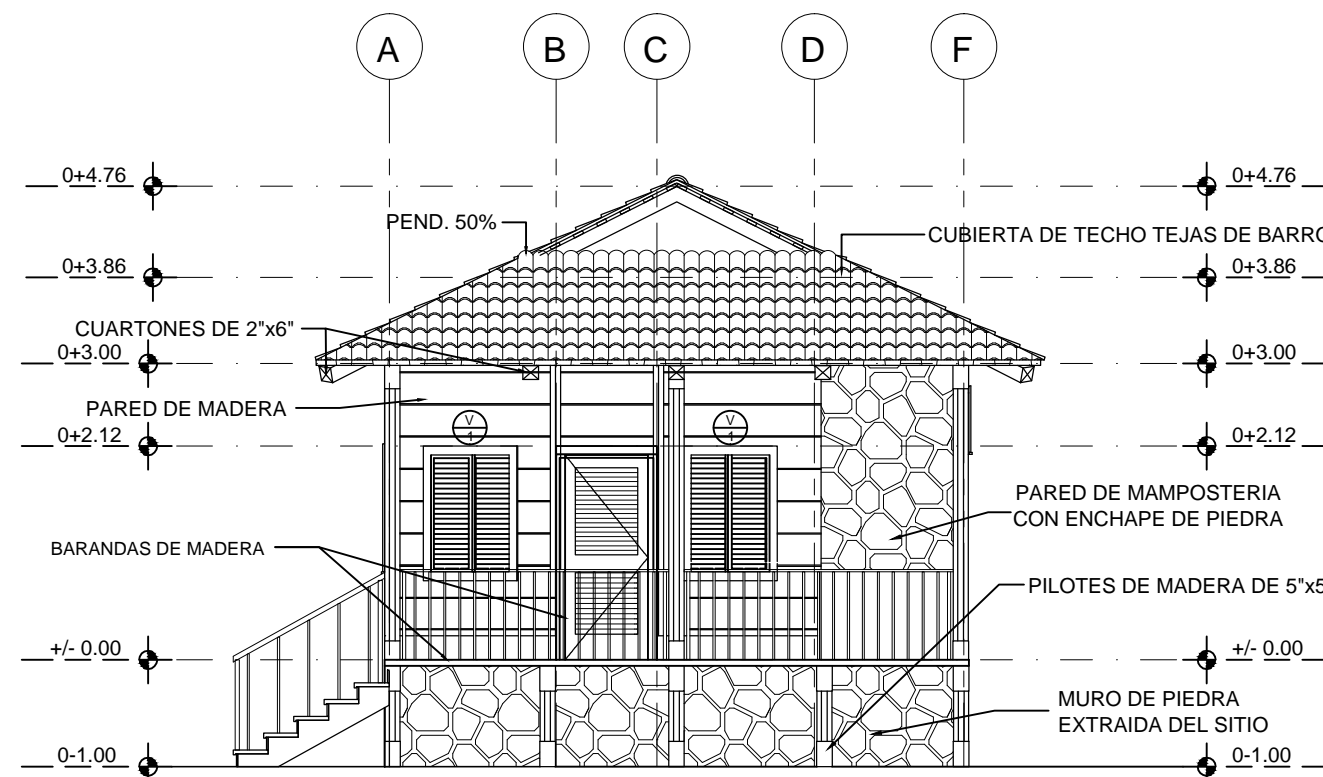 A B C D F
0+4.76 0+4.76
PEND. 50%
CUBIERTA DE TECHO TEJAS DE BARRO
0+3.86 0+3.86
CUARTONES DE 2"x6"
0+3.00 0+3.00
PARED DE MADERA
V
1
V
1
0+2.12 0+2.12
PARED DE MAMPOSTERIA
CON ENCHAPE DE PIEDRA
BARANDAS DE MADERA
PILOTES DE MADERA DE 5"x5
+/- 0.00 +/- 0.00
MURO DE PIEDRA
EXTRAIDA DEL SITIO
0-1.00 0-1.00